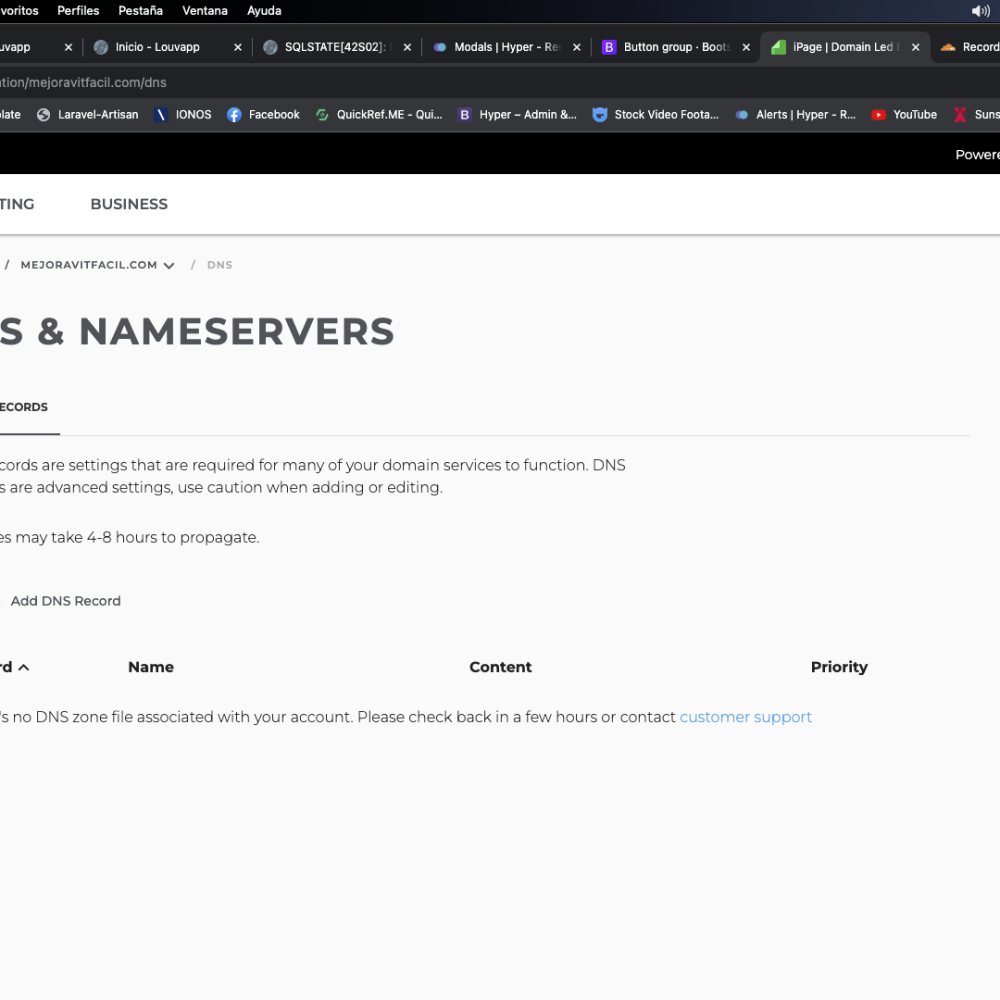 voritos Perfiles Pestaña Ventana Ayuda
uvapp Inicio - Louvapp SQLSTATE[42S02]: Modals | Hyper - Re Button group · Boots iPage | Domain Led Record
tion/mejoravitfacil.com/dns
late Laravel-Artisan IONOS Facebook QuickRef.ME - Qui... Hyper – Admin &... Stock Video Foota... Alerts | Hyper - R... YouTube Suns
Powere
TING BUSINESS
/ MEJORAVITFACIL.COM / DNS
S & NAMESERVERS
ECORDS
cords are settings that are required for many of your domain services to function. DNS
s are advanced settings, use caution when adding or editing.
es may take 4-8 hours to propagate.
Add DNS Record
rd Name Content Priority
's no DNS zone file associated with your account. Please check back in a few hours or contact customer support